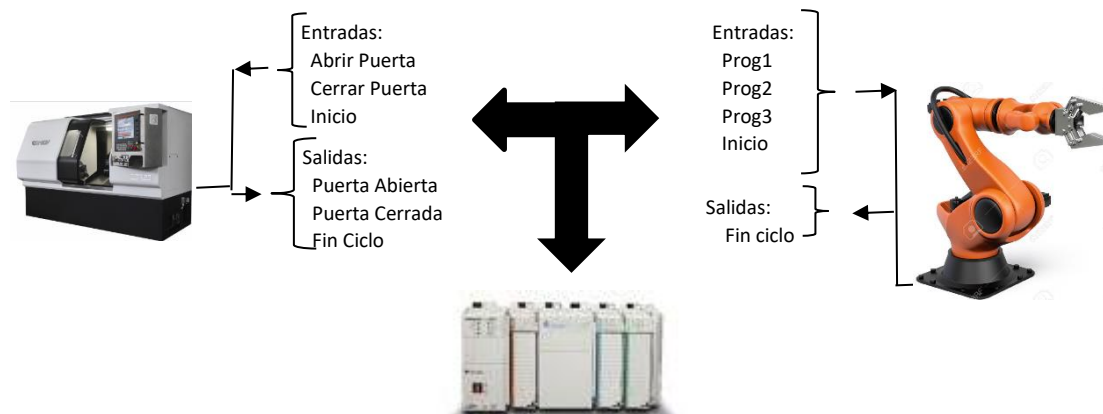 Entradas:
Abrir Puerta
Cerrar Puerta
Inicio
Salidas:
Puerta Abierta
Puerta Cerrada
Fin Ciclo
Entradas:
Prog1
Prog2
Prog3
Inicio
Salidas:
Fin ciclo